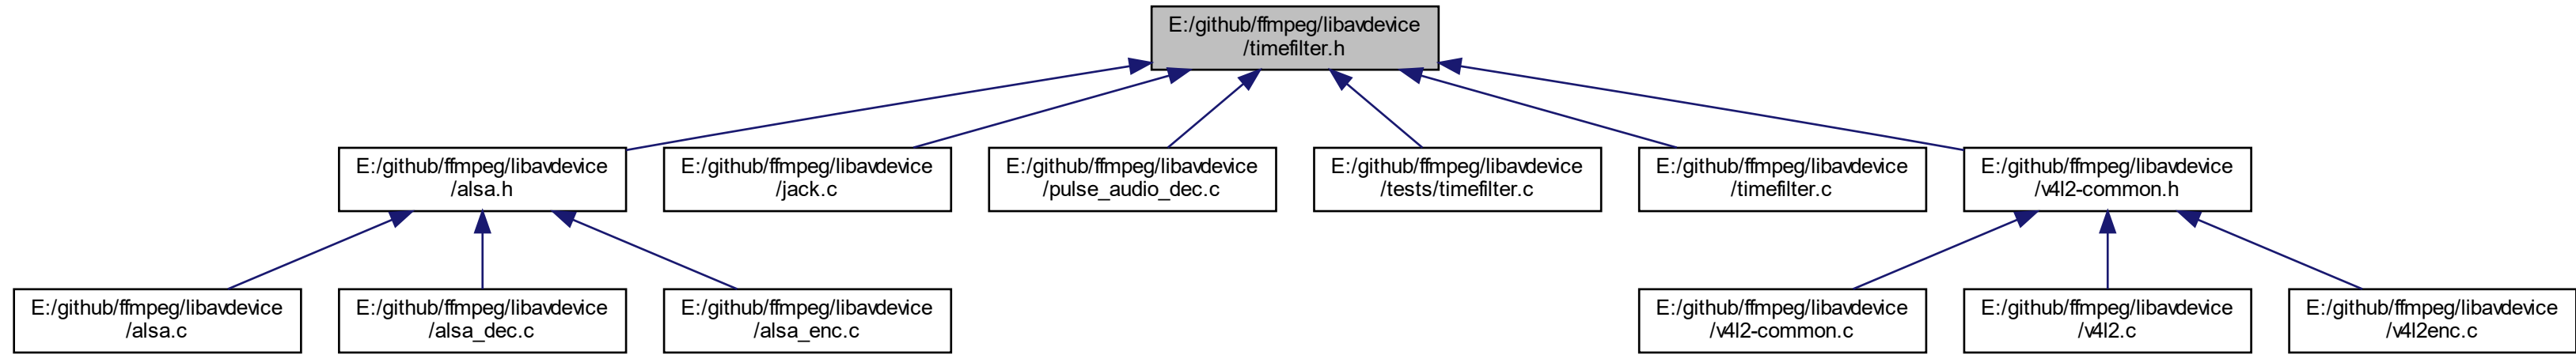 E:/github/ffmpeg/libavdevice
/timefilter.h
E:/github/ffmpeg/libavdevice
/alsa.h
E:/github/ffmpeg/libavdevice
/jack.c
E:/github/ffmpeg/libavdevice
/pulse_audio_dec.c
E:/github/ffmpeg/libavdevice
/tests/timefilter.c
E:/github/ffmpeg/libavdevice
/timefilter.c
E:/github/ffmpeg/libavdevice
/v4l2-common.h
E:/github/ffmpeg/libavdevice
/alsa.c
E:/github/ffmpeg/libavdevice
/alsa_dec.c
E:/github/ffmpeg/libavdevice
/alsa_enc.c
E:/github/ffmpeg/libavdevice
/v4l2-common.c
E:/github/ffmpeg/libavdevice
/v4l2.c
E:/github/ffmpeg/libavdevice
/v4l2enc.c